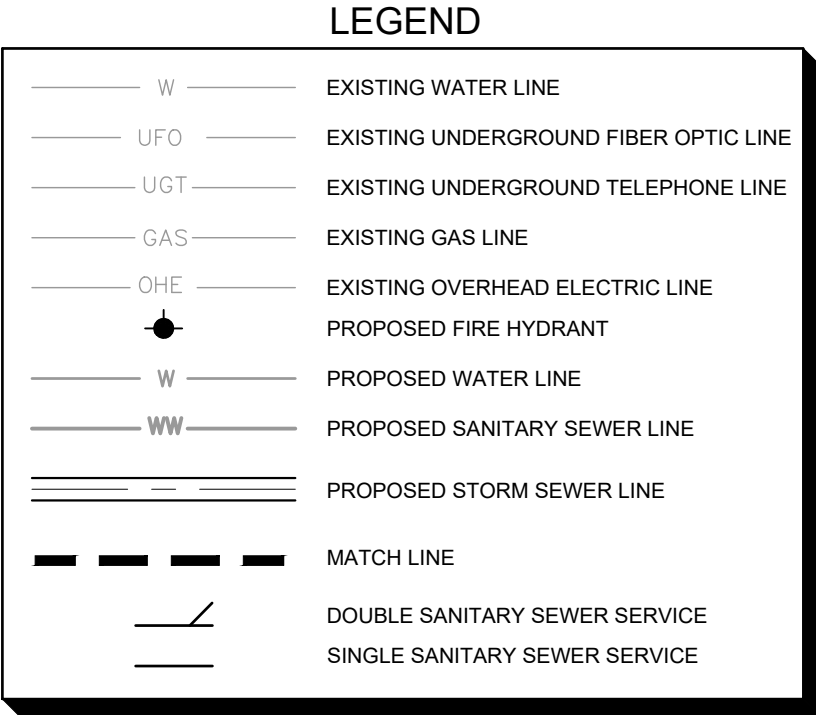 LEGEND
W EXISTING WATER LINE
UFO EXISTING UNDERGROUND FIBER OPTIC LINE
UGT EXISTING UNDERGROUND TELEPHONE LINE
GAS EXISTING GAS LINE
OHE EXISTING OVERHEAD ELECTRIC LINE
PROPOSED FIRE HYDRANT
W PROPOSED WATER LINE
WW PROPOSED SANITARY SEWER LINE
PROPOSED STORM SEWER LINE
MATCH LINE
DOUBLE SANITARY SEWER SERVICE
SINGLE SANITARY SEWER SERVICE